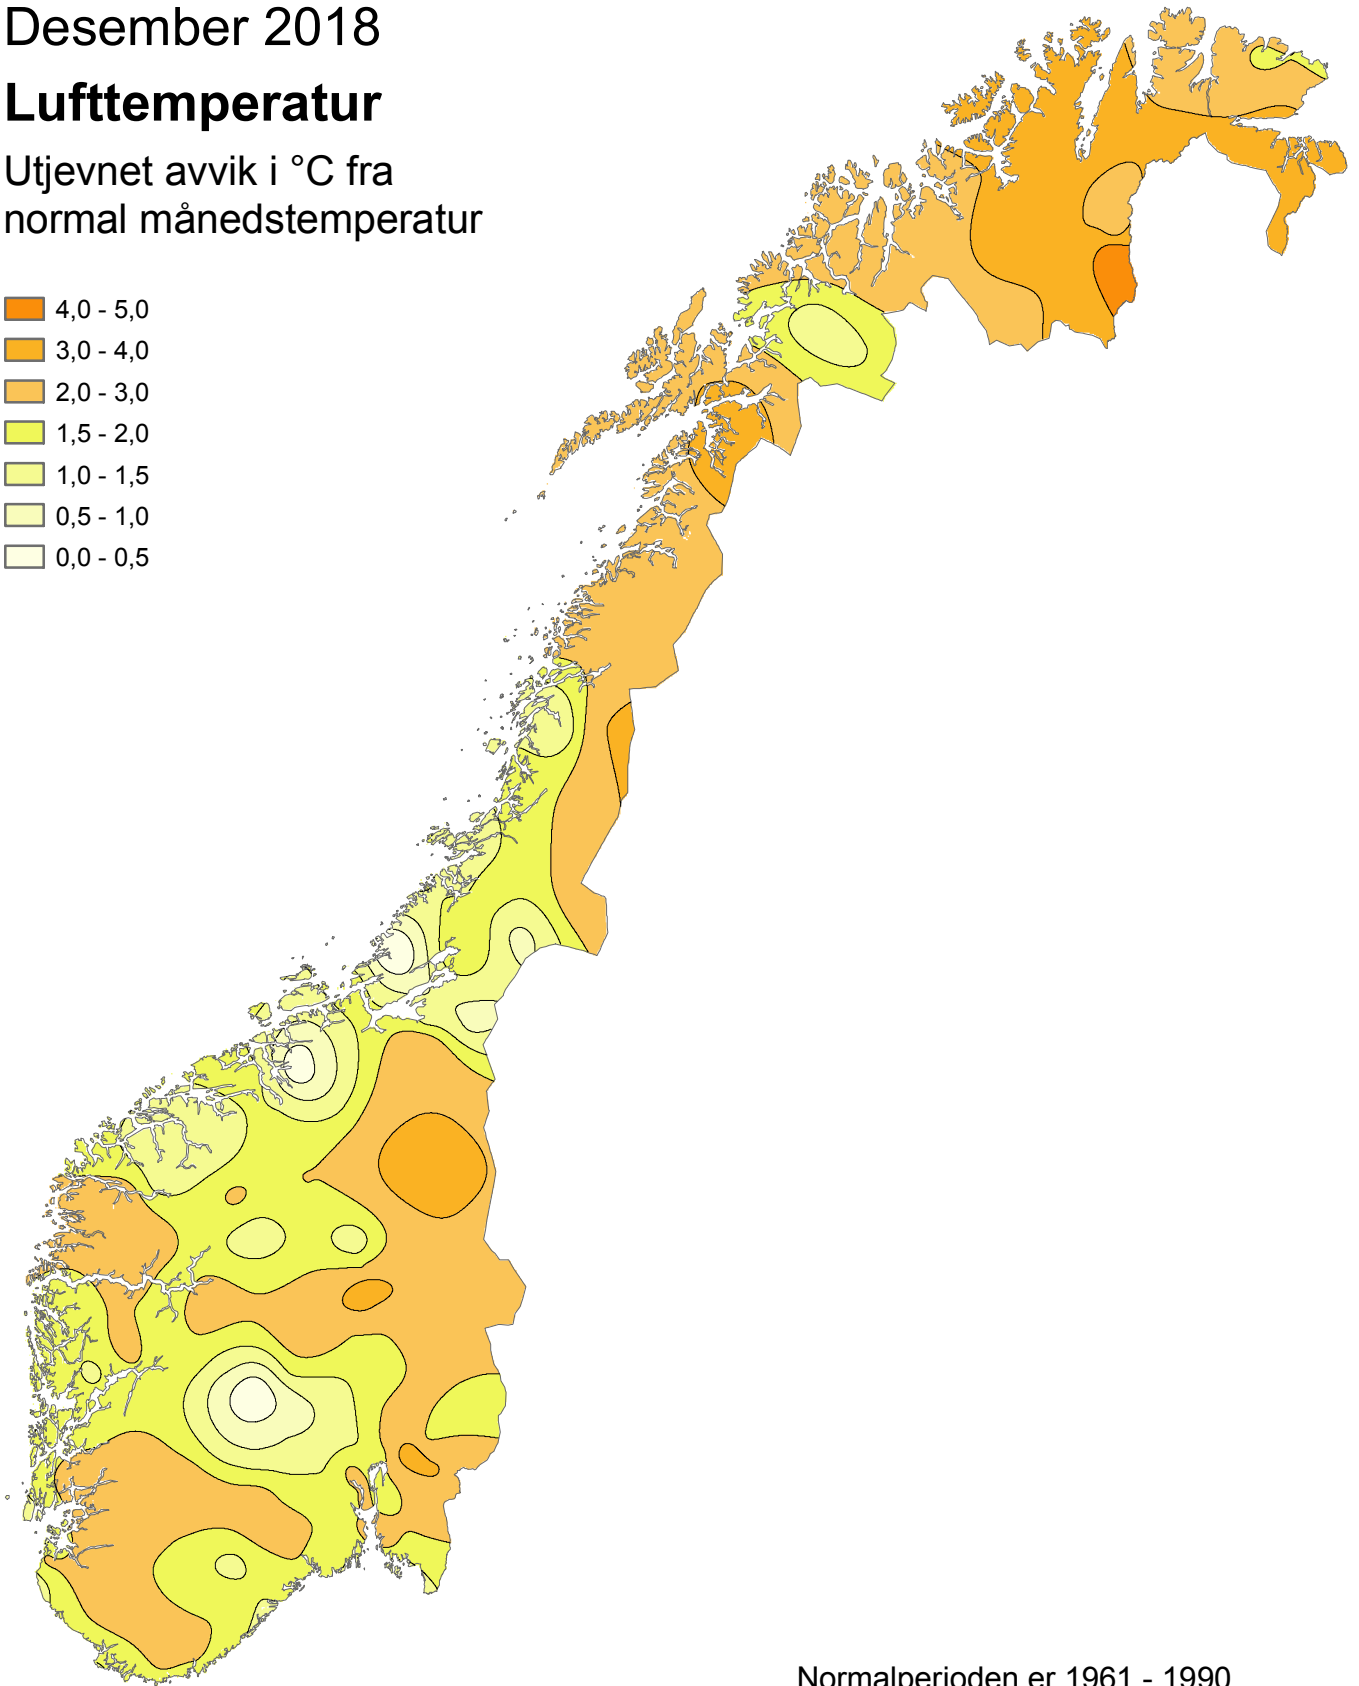 Desember 2018
Lufttemperatur
Utjevnet avvik i °C fra
normal månedstemperatur
4,0 - 5,0
3,0 - 4,0
2,0 - 3,0
1,5 - 2,0
1,0 - 1,5
0,5 - 1,0
0,0 - 0,5
Normalperioden er 1961 - 1990